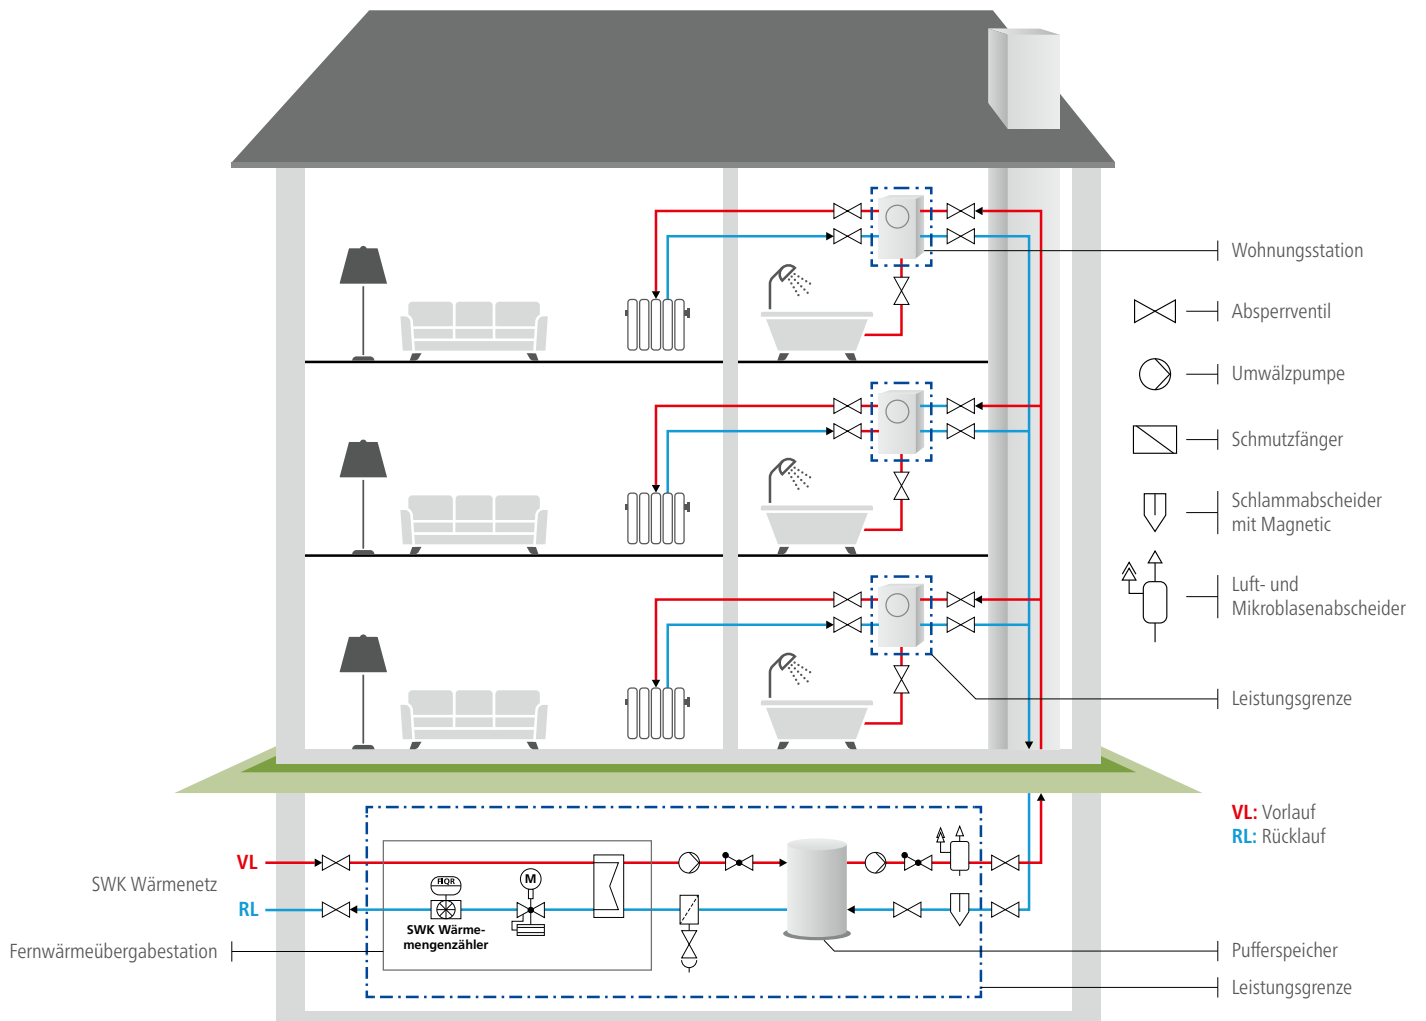 Wohnungsstation
Absperrventil
Umwälzpumpe
Schmutzfänger
Schlammabscheider
mit Magnetic
Luft- und
Mikroblasenabscheider
Leistungsgrenze
VL: Vorlauf
RL: Rücklauf
VL
SWK Wärmenetz
RL
FIQR
M
SWK Wärme-
mengenzähler
Fernwärmeübergabestation
Pufferspeicher
Leistungsgrenze